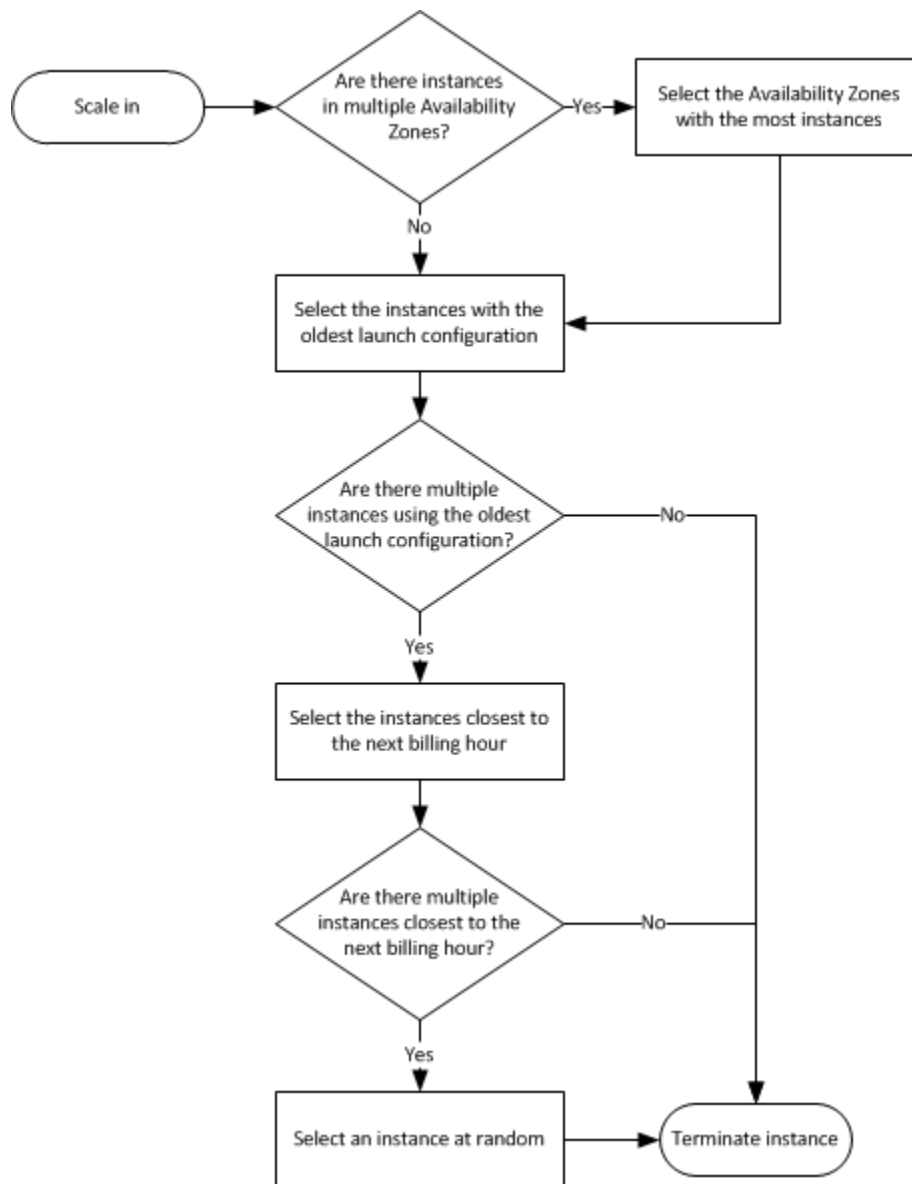 Scale in
Are there instances
in multiple Availability
Zones?
Yes
Select the Availability Zones
with the most instances
No
Select the instances with the
oldest launch configuration
Are there multiple
instances using the oldest
launch configuration?
No
Yes
Select the instances closest to
the next billing hour
Are there multiple
instances closest to the
next billing hour?
No
Yes
Select an instance at random
Terminate instance